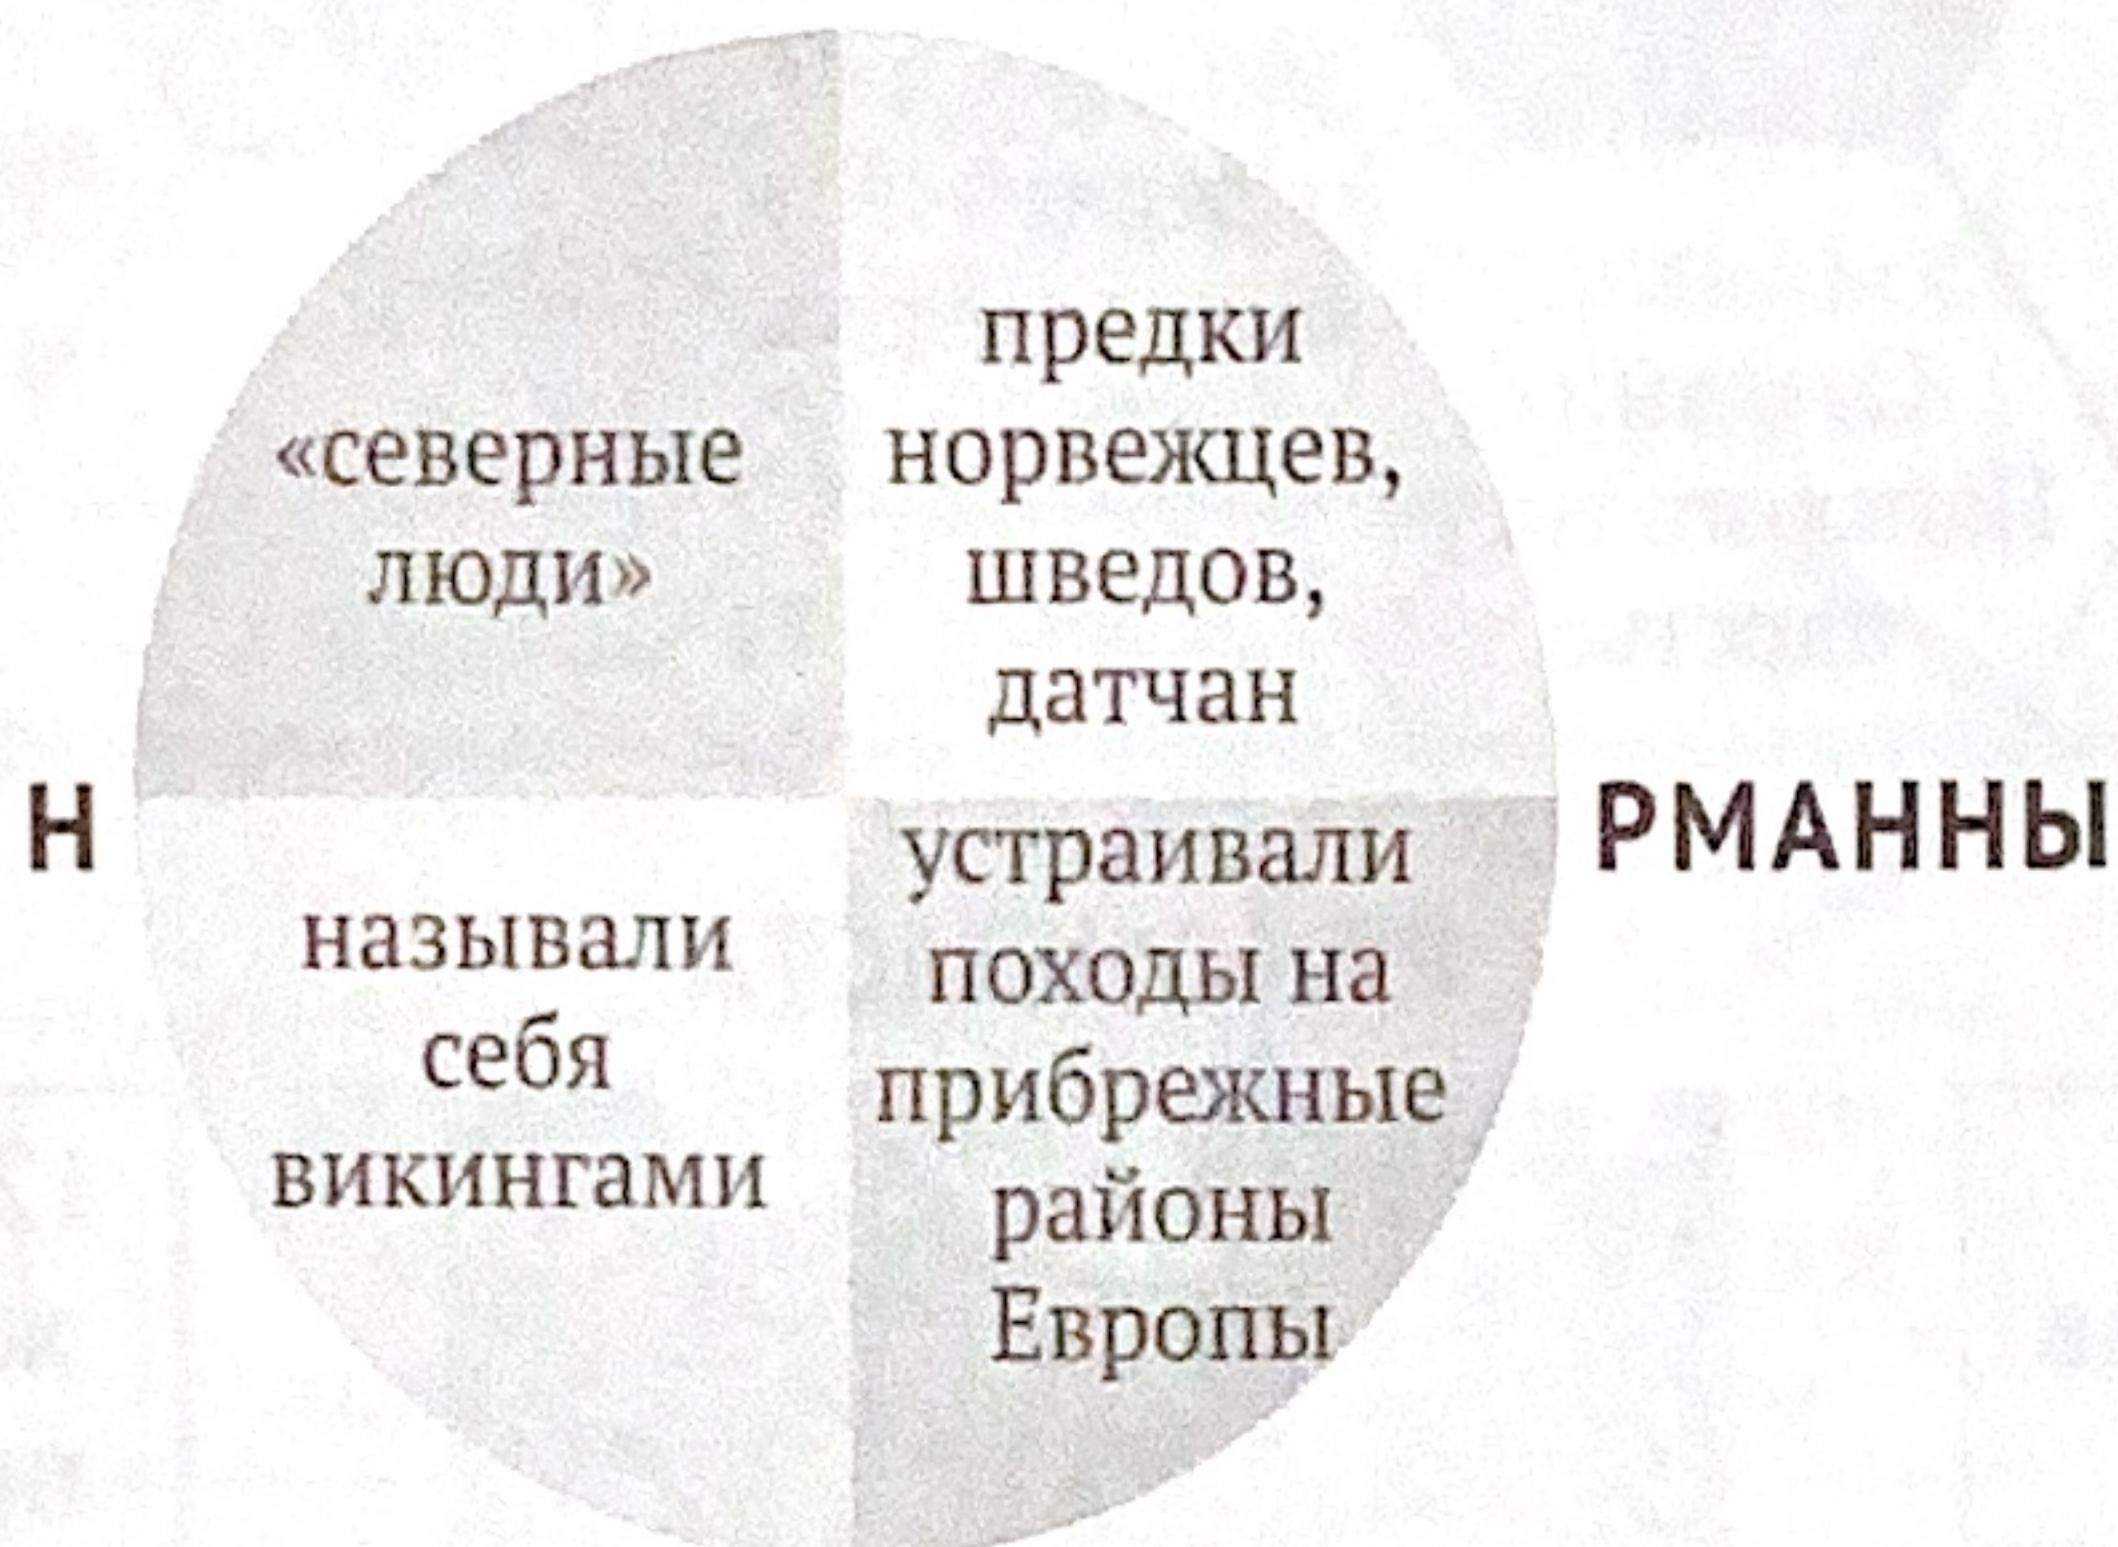 «северные
люди»
предки
норвежцев,
шведов,
датчан
Н
РМАННЫ
называли
себя
викингами
устраивали
походы на
прибрежные
районы
Европы